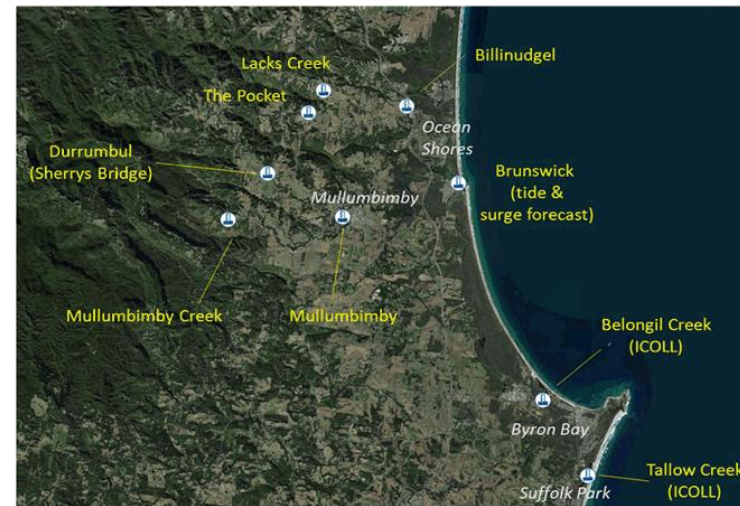 Lacks Creek
Billinudgel
The Pocket
Ocean
Shores
Durrumbul
(Sherrys Bridge)
Mullumbimby
Brunswick
(tide &
surge forecast)
Mullumbimby Creek
Mullumbimby
Belongil Creek
(ICOLL)
Byron Bay
Tallow Creek
(ICOLL)
Suffolk Park